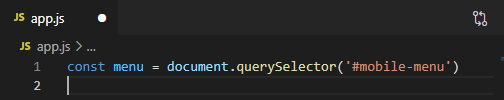 JS app.js
JS app.js > ...
1 const menu = document.querySelector('#mobile-menu')
2